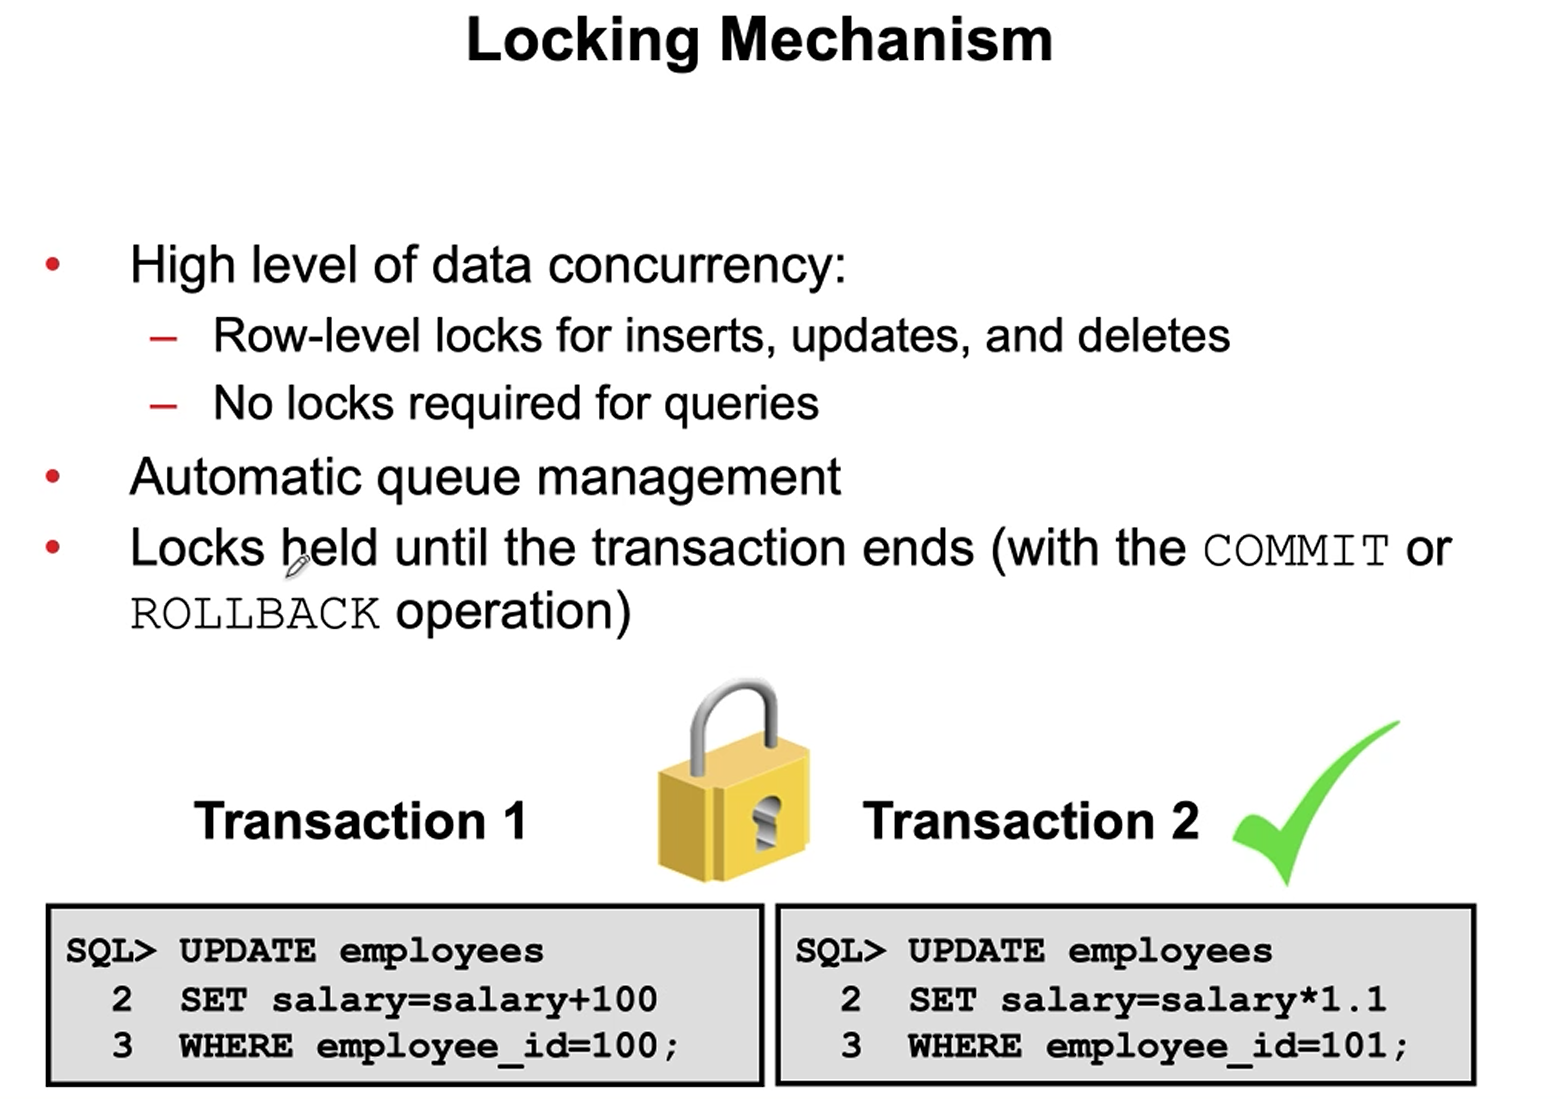 Locking Mechanism
• High level of data concurrency:
– Row-level locks for inserts, updates, and deletes
– No locks required for queries
• Automatic queue management
• Locks held until the transaction ends (with the COMMIT or
ROLLBACK operation)
Transaction 1
SQL> UPDATE employees
2 SET salary=salary+100
3 WHERE employee_id=100;
Transaction 2
SQL> UPDATE employees
2 SET salary=salary*1.1
3 WHERE employee_id=101;